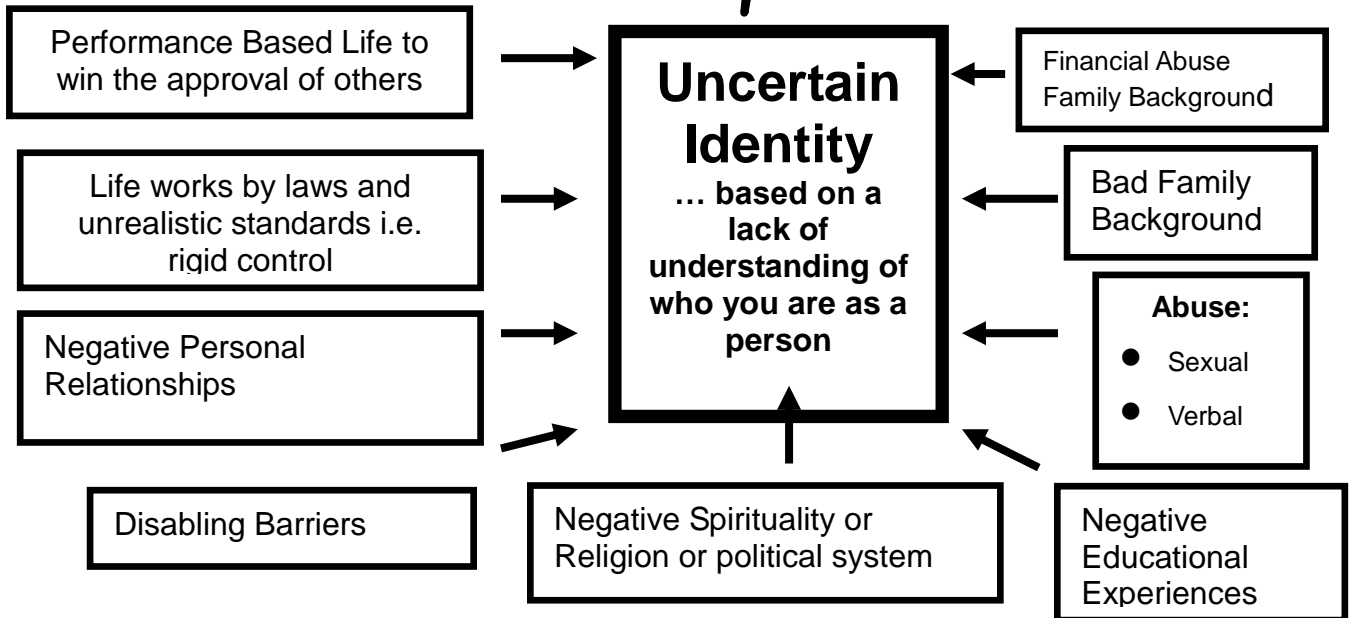 Performance Based Life to
win the approval of others
Life works by laws and
unrealistic standards i.e.
rigid control
Negative Personal
Relationships
Disabling Barriers
Uncertain
Identity
… based on a
lack of
understanding of
who you are as a
person
Negative Spirituality or
Religion or political system
Financial Abuse
Family Background
Bad Family
Background
Abuse:
● Sexual
● Verbal
Negative
Educational
Experiences